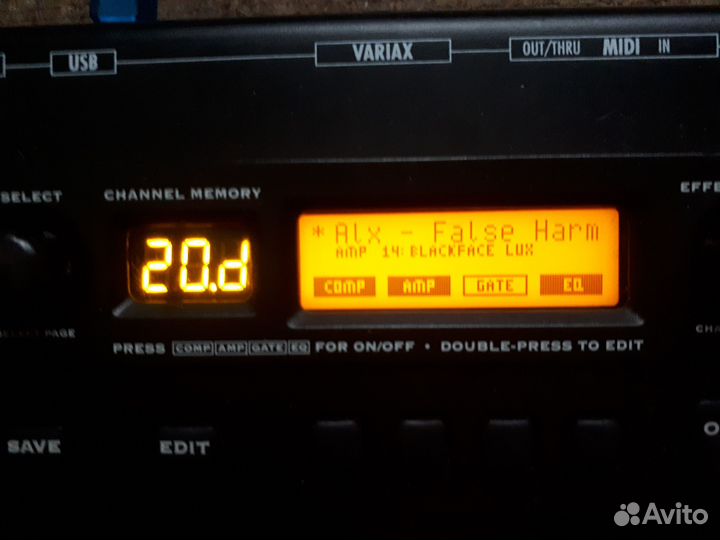 USB
VARIAX
OUT/THRU MIDI IN
SELECT
CHANNEL MEMORY
20.d
* Alx - False Harm
AMP 14: BLACKFACE LUX
COMP AMP GATE EQ
PAGE
PRESS COMP AMP GATE EQ FOR ON/OFF • DOUBLE-PRESS TO EDIT
SAVE
EDIT
Avito